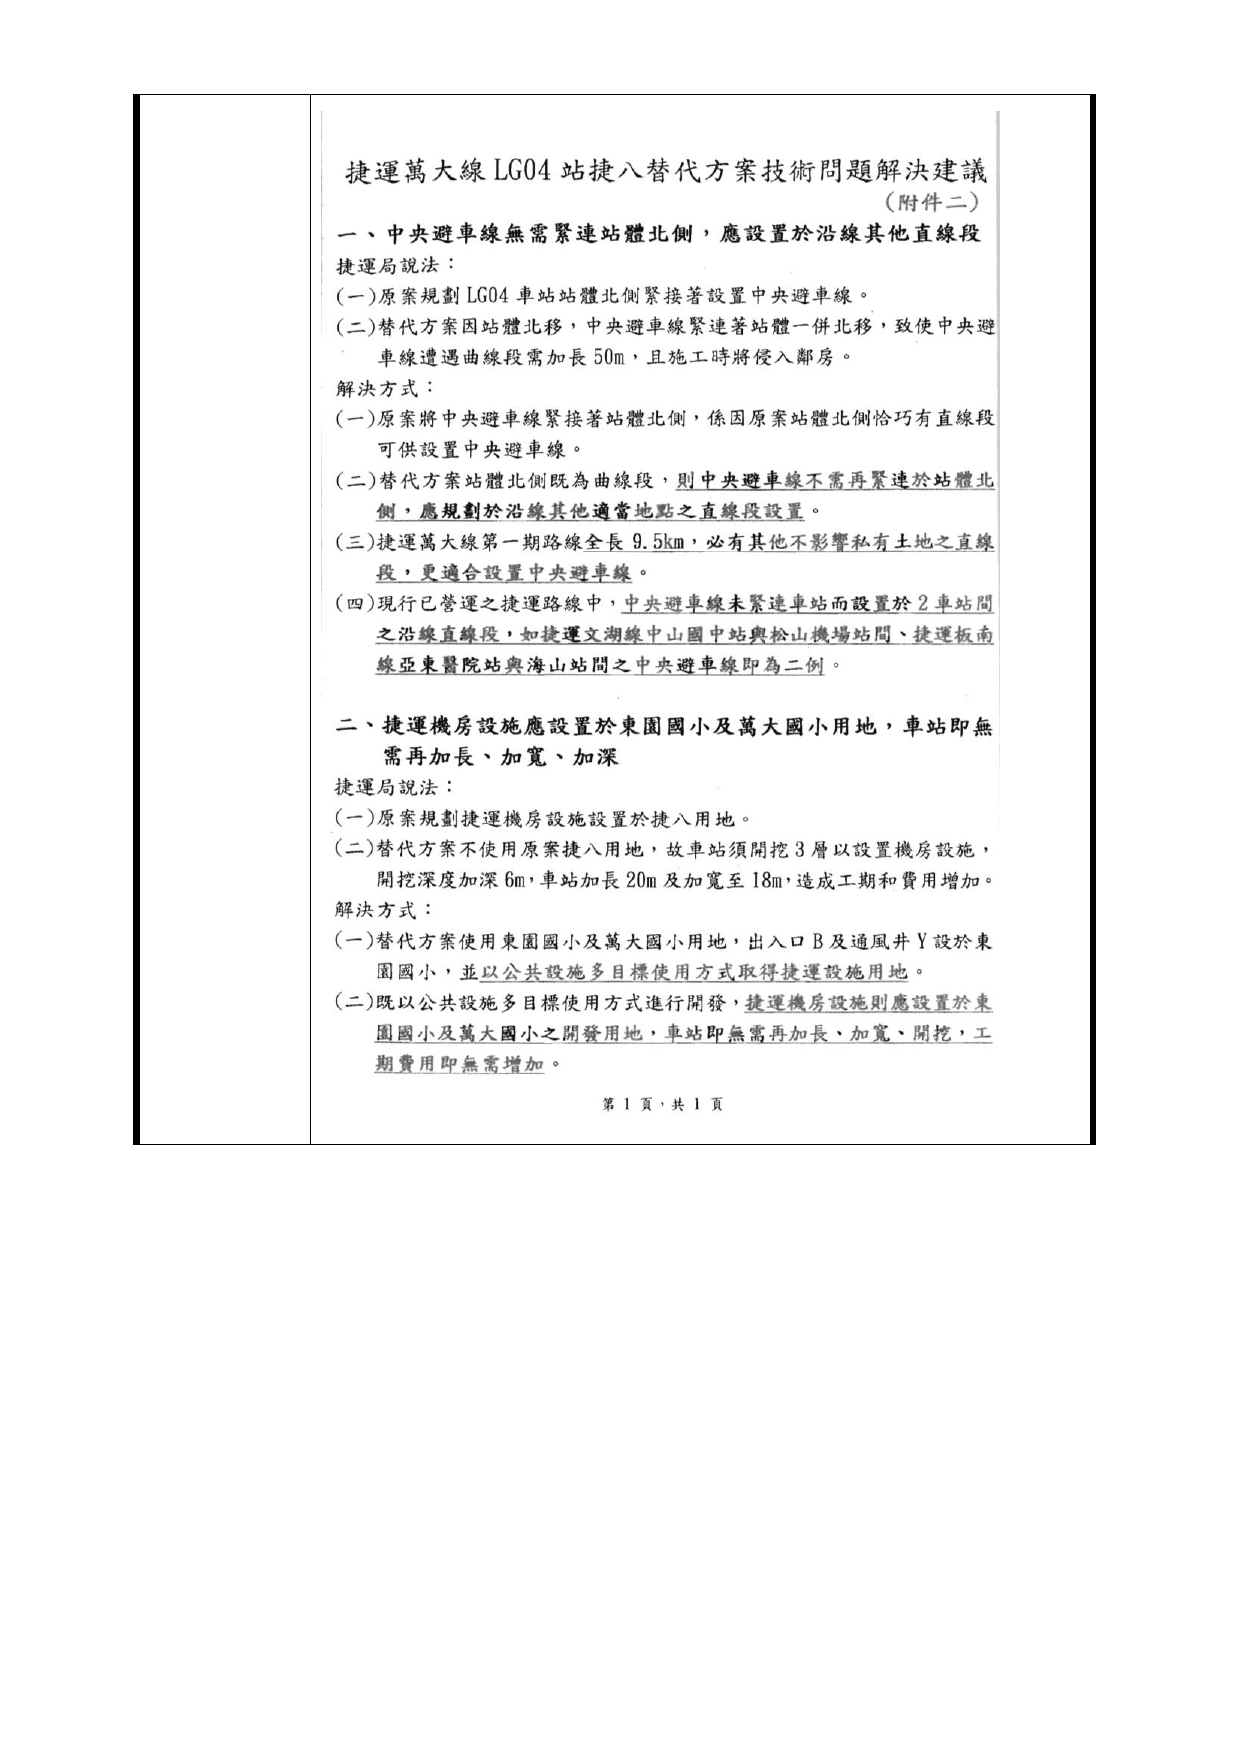 捷運萬大線 LG04 站捷八替代方案技術問題解決建議
（附件二）
一、中央避車線無需緊連站體北側，應設置於沿線其他直線段
捷運局說法：
(一)原案規劃 LG04 車站站體北側緊接著設置中央避車線。
(二)替代方案因站體北移，中央避車線緊連著站體一併北移，致使中央避
車線遭遇曲線段需加長 50m，且施工時將侵入鄰房。
解決方式：
(一)原案將中央避車線緊接著站體北側，係因原案站體北側恰巧有直線段
可供設置中央避車線。
(二)替代方案站體北側既為曲線段，則中央避車線不需再緊連於站體北
側，應規劃於沿線其他適當地點之直線段設置。
(三)捷運萬大線第一期路線全長 9.5km，必有其他不影響私有土地之直線
段，更適合設置中央避車線。
(四)現行已營運之捷運路線中，中央避車線未緊連車站而設置於 2 車站間
之沿線直線段，如捷運文湖線中山國中站與松山機場站間、捷運板南
線亞東醫院站與海山站間之中央避車線即為二例。
二、捷運機房設施應設置於東園國小及萬大國小用地，車站即無
需再加長、加寬、加深
捷運局說法：
(一)原案規劃捷運機房設施設置於捷八用地。
(二)替代方案不使用原案捷八用地，故車站須開挖 3 層以設置機房設施，
開挖深度加深 6m，車站加長 20m 及加寬至 18m，造成工期和費用增加。
解決方式：
(一)替代方案使用東園國小及萬大國小用地，出入口 B 及通風井 Y 設於東
園國小，並以公共設施多目標使用方式取得捷運設施用地。
(二)既以公共設施多目標使用方式進行開發，捷運機房設施則應設置於東
園國小及萬大國小之開發用地，車站即無需再加長、加寬、開挖，工
期費用即無需增加。
第 1 頁，共 1 頁